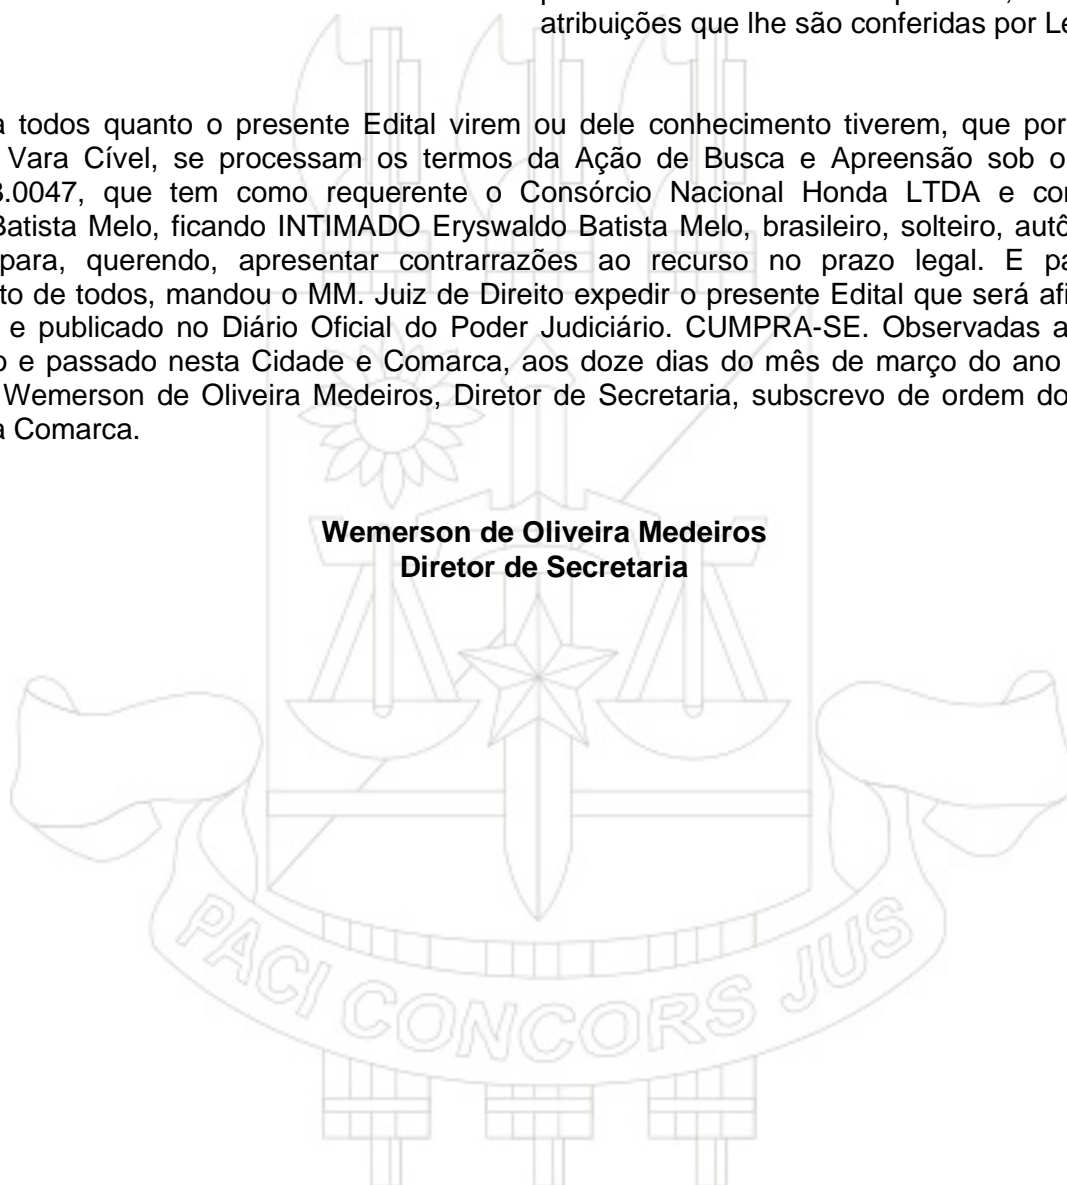 atribuições que lhe são conferidas por Le
a todos quanto o presente Edital virem ou dele conhecimento tiverem, que por
Vara Cível, se processam os termos da Ação de Busca e Apreensão sob o
.0047, que tem como requerente o Consórcio Nacional Honda LTDA e
Batista Melo, ficando INTIMADO Eryswaldo Batista Melo, brasileiro, solteiro,
para, querendo, apresentar contrarrazões ao recurso no prazo legal. E
to de todos, mandou o MM. Juiz de Direito expedir o presente Edital que será
e publicado no Diário Oficial do Poder Judiciário. CUMPRA-SE. Observadas a
o e passado nesta Cidade e Comarca, aos doze dias do mês de março do ano
Wemerson de Oliveira Medeiros, Diretor de Secretaria, subscrevo de ordem do
a Comarca.
Wemerson de Oliveira Medeiros
Diretor de Secretaria
PACI CONCORS JUS